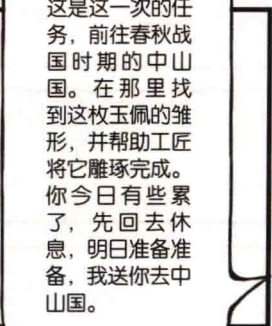 这是这一次的任
务，前往春秋战
国时期的中山
国。在那里找
到这枚玉佩的雏
形，并帮助工匠
将它雕琢完成。
你今日有些累
了，先回去休
息，明日准备准
备，我送你去中
山国。